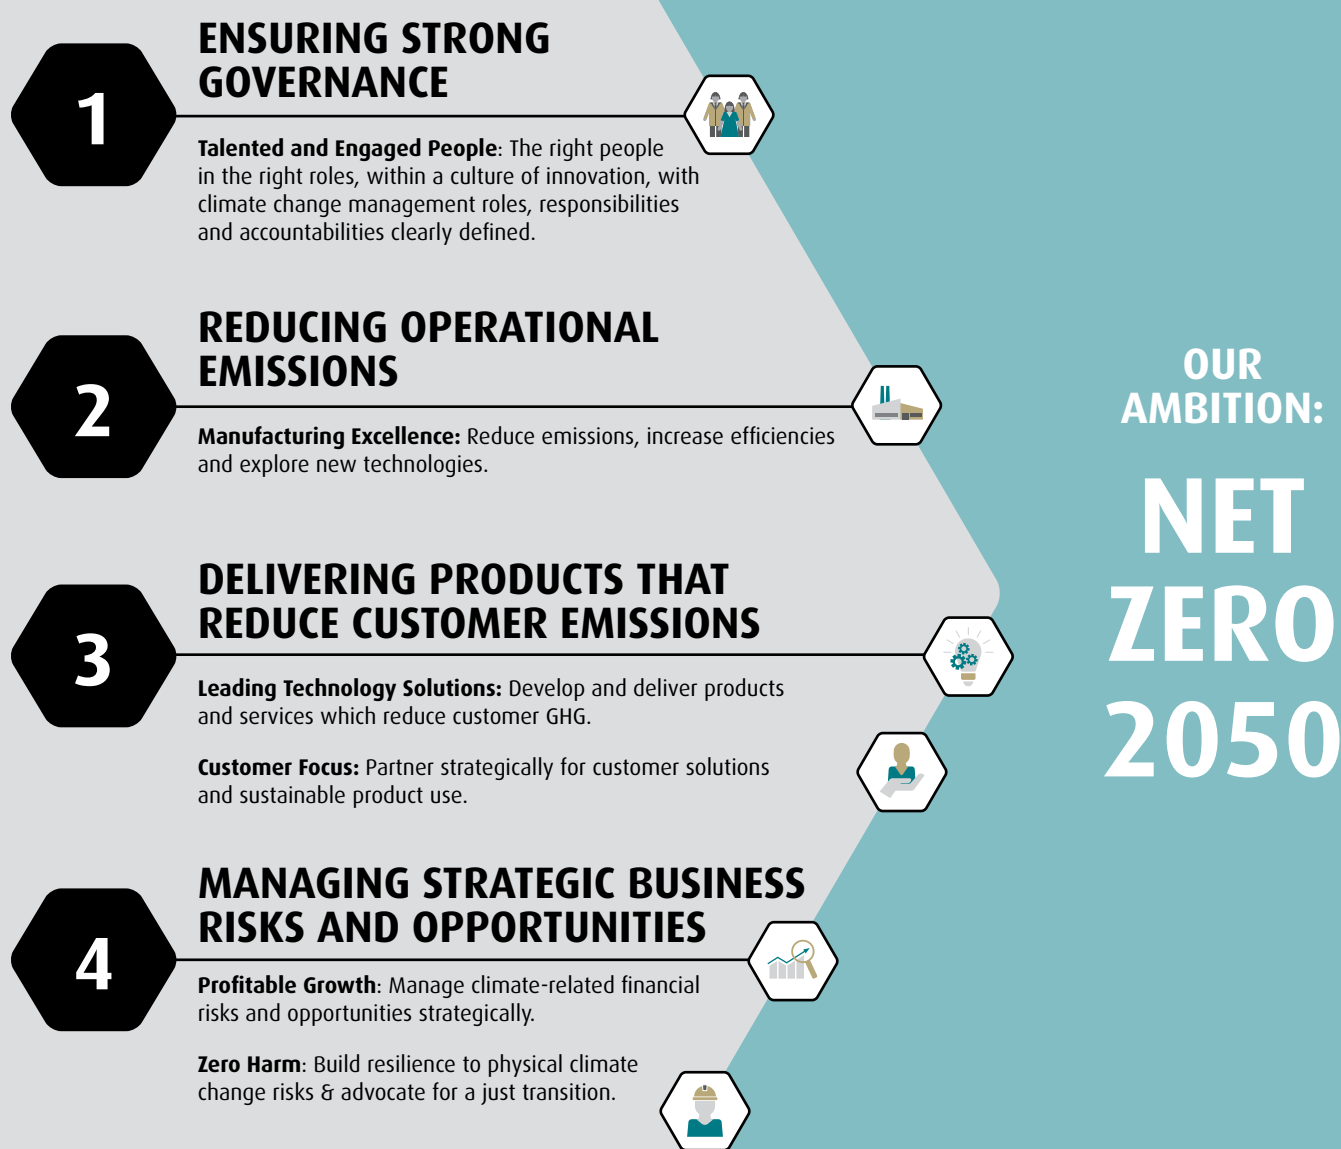 1
ENSURING STRONG
GOVERNANCE
Talented and Engaged People: The right people
in the right roles, within a culture of innovation, with
climate change management roles, responsibilities
and accountabilities clearly defined.
2
REDUCING OPERATIONAL
EMISSIONS
Manufacturing Excellence: Reduce emissions, increase efficiencies
and explore new technologies.
3
DELIVERING PRODUCTS THAT
REDUCE CUSTOMER EMISSIONS
Leading Technology Solutions: Develop and deliver products
and services which reduce customer GHG.
Customer Focus: Partner strategically for customer solutions
and sustainable product use.
4
MANAGING STRATEGIC BUSINESS
RISKS AND OPPORTUNITIES
Profitable Growth: Manage climate-related financial
risks and opportunities strategically.
Zero Harm: Build resilience to physical climate
change risks & advocate for a just transition.
OUR
AMBITION:
NET
ZERO
2050